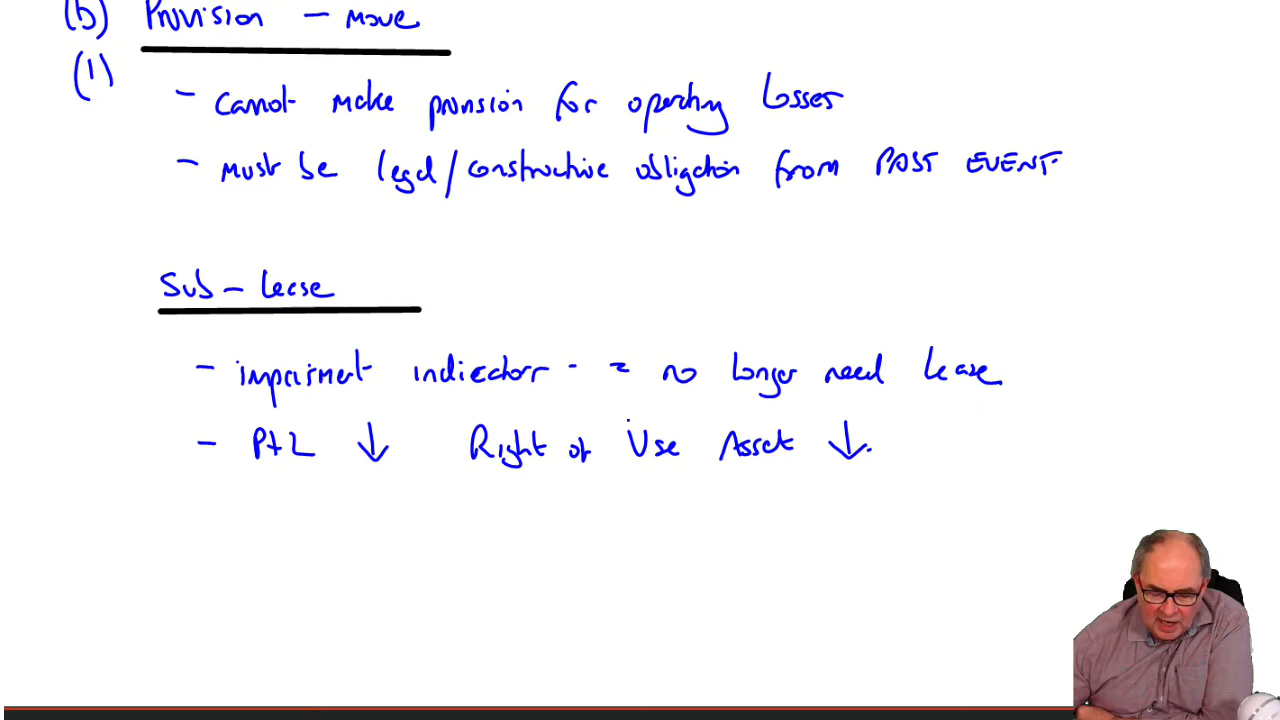 (b) Provision - move
(1)
- cannot make provision for operating losses
- must be legal/constructive obligation from PAST EVENT.
Sub-lease
- impairment indicator - = no longer need lease
- P+L ↓ Right of Use Asset ↓.